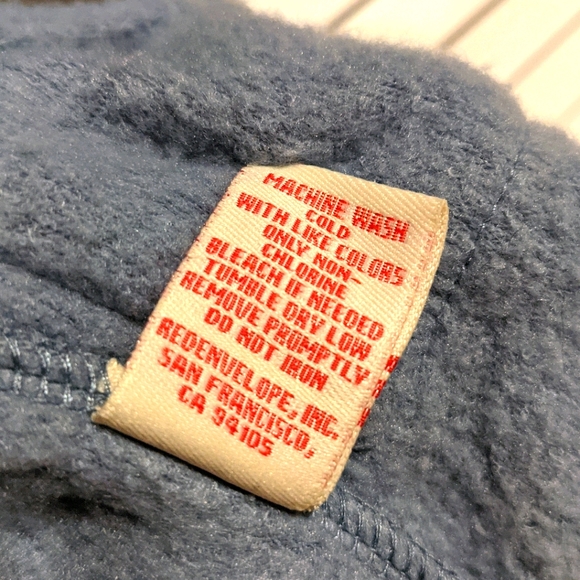 MACHINE WASH
COLD
WITH LIKE COLORS
ONLY NON-
CHLORINE
BLEACH IF NEEDED
TUMBLE DRY LOW
REMOVE PROMPTLY
DO NOT IRON
REDENVELOPE, INC.
SAN FRANCISCO,
CA 94105